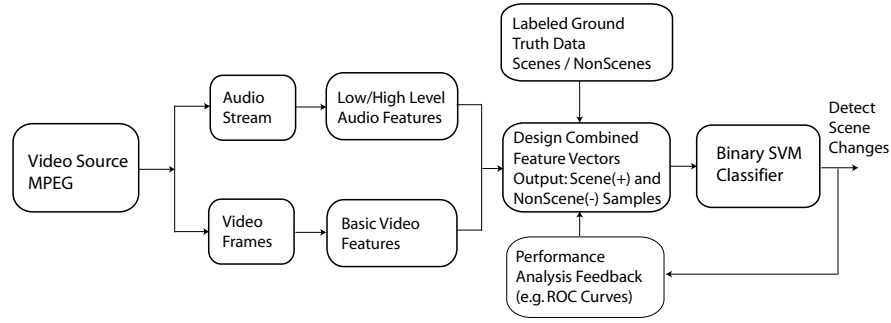 Labeled Ground
Truth Data
Scenes / NonScenes
Audio
Stream
Low/High Level
Audio Features
Video Source
MPEG
Design Combined
Feature Vectors
Output: Scene(+) and
NonScene(-) Samples
Binary SVM
Classifier
Detect
Scene
Changes
Video
Frames
Basic Video
Features
Performance
Analysis Feedback
(e.g. ROC Curves)